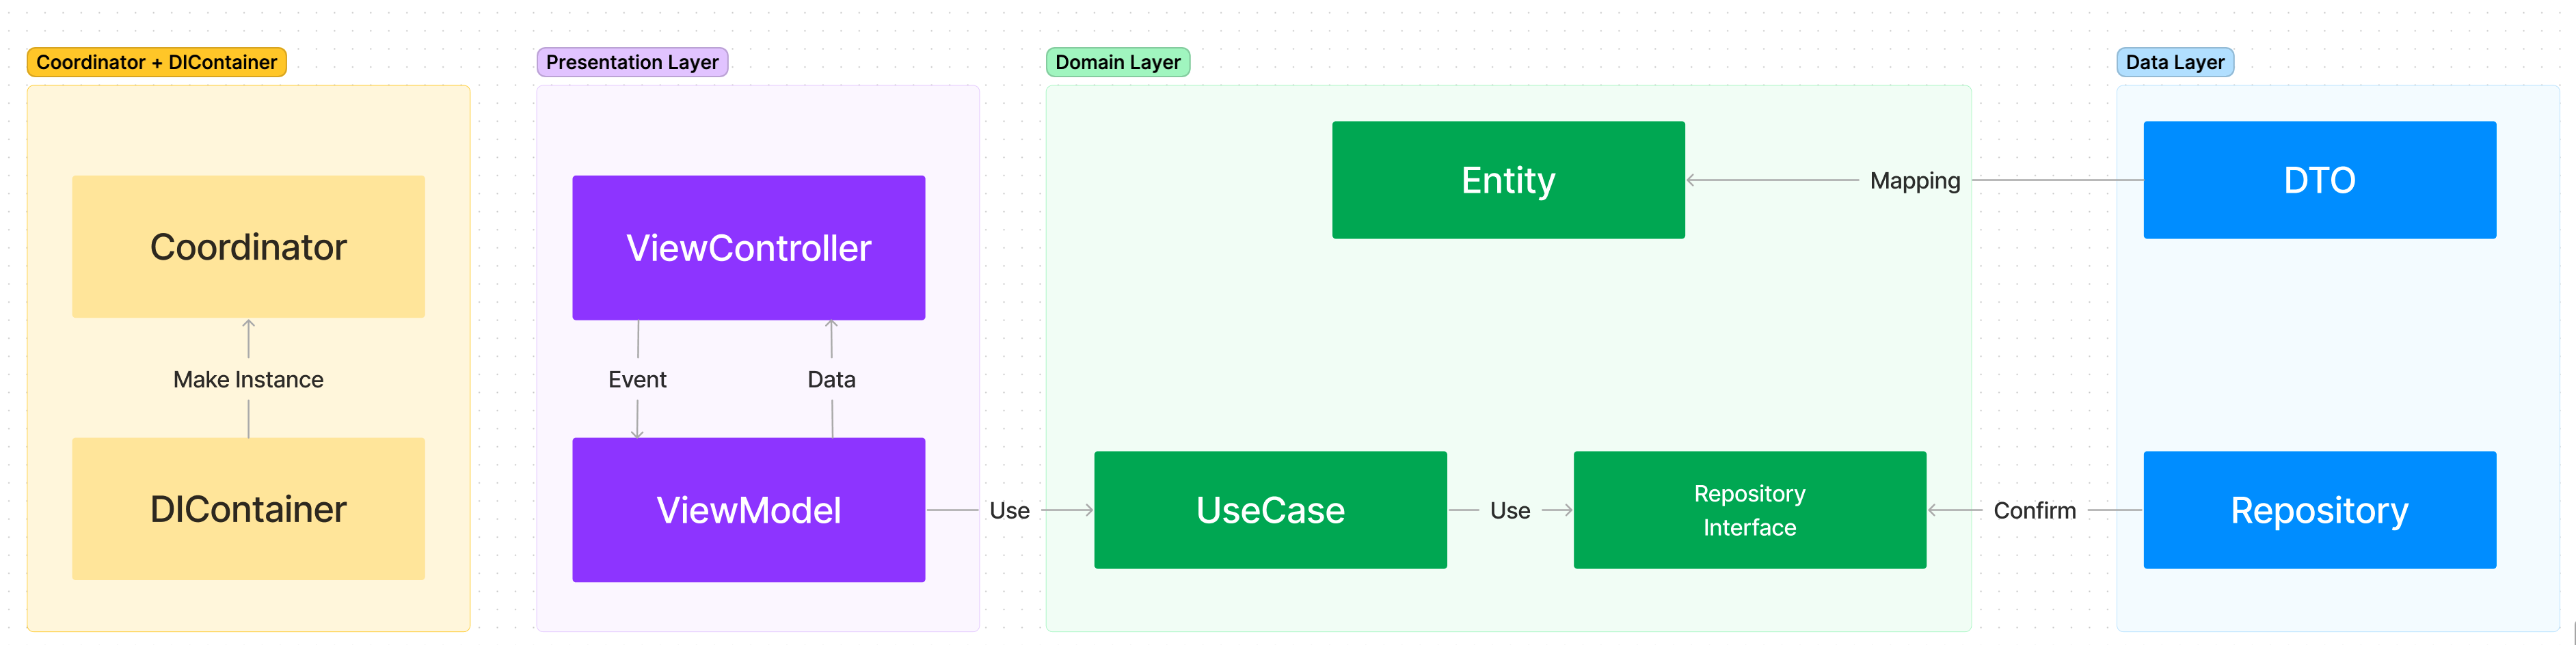 Coordinator + DIContainer
Coordinator
Make Instance
DIContainer
Presentation Layer
ViewController
Event
Data
ViewModel
Use
Domain Layer
Entity
Mapping
UseCase
Use
Repository
Interface
Confirm
Data Layer
DTO
Repository